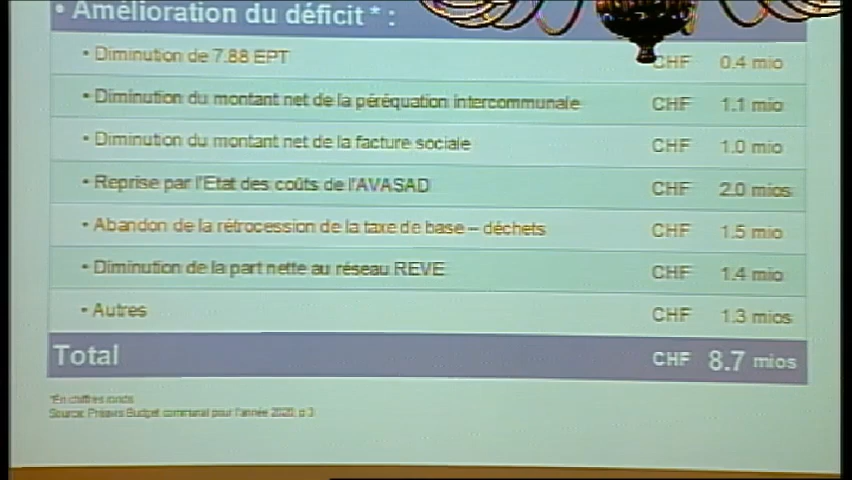 • Amélioration du déficit * :
• Diminution de 7.88 EPT CHF 0.4 mio
• Diminution du montant net de la péréquation intercommunale CHF 1.1 mio
• Diminution du montant net de la facture sociale CHF 1.0 mio
• Reprise par l'Etat des coûts de l'AVASAD CHF 2.0 mios
• Abandon de la rétrocession de la taxe de base – déchets CHF 1.5 mio
• Diminution de la part nette au réseau REVE CHF 1.4 mio
• Autres CHF 1.3 mios
Total CHF 8.7 mios
*En chiffres ronds
Source: Préavis Budget communal pour l'année 2020, p.3